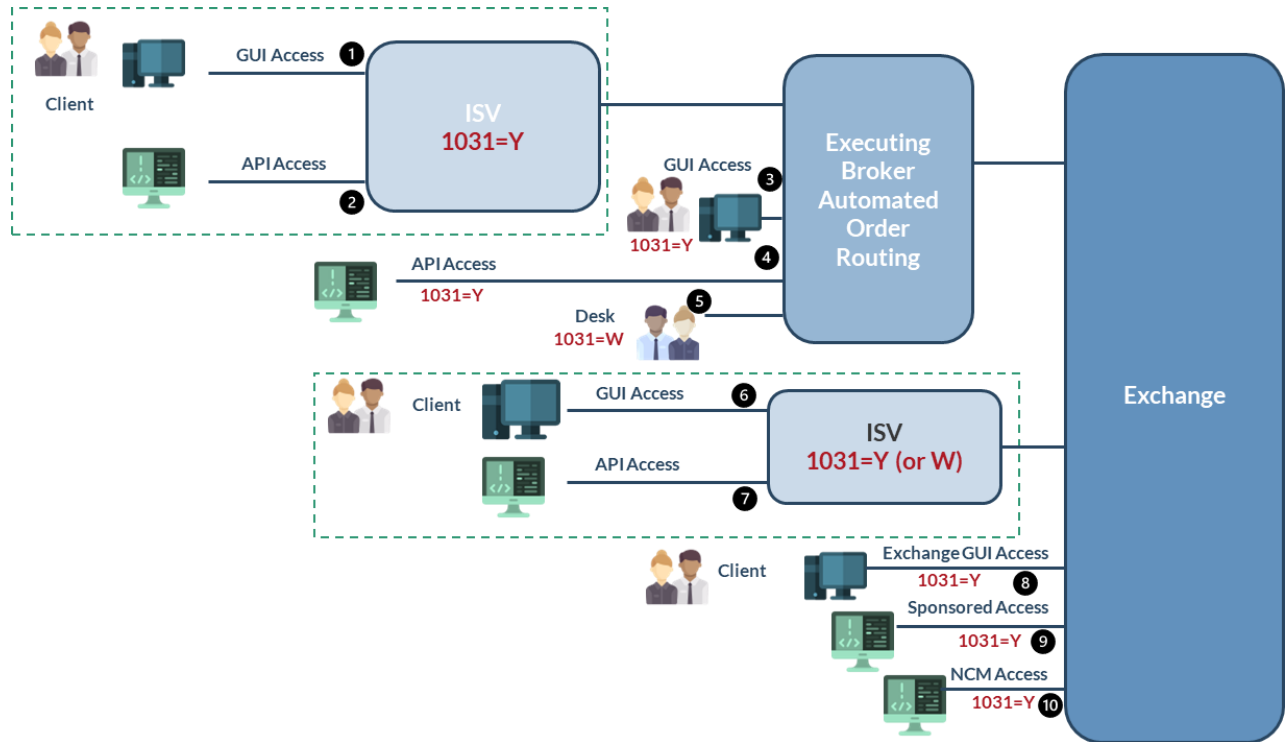 GUI Access
1
Client
ISV
1031=Y
API Access
2
Executing
Broker
Automated
Order
Routing
GUI Access
3
1031=Y
4
API Access
1031=Y
5
Desk
1031=W
Exchange
Client
GUI Access
6
ISV
1031=Y (or W)
API Access
7
Client
Exchange GUI Access
1031=Y
8
Sponsored Access
1031=Y
9
NCM Access
1031=Y
10